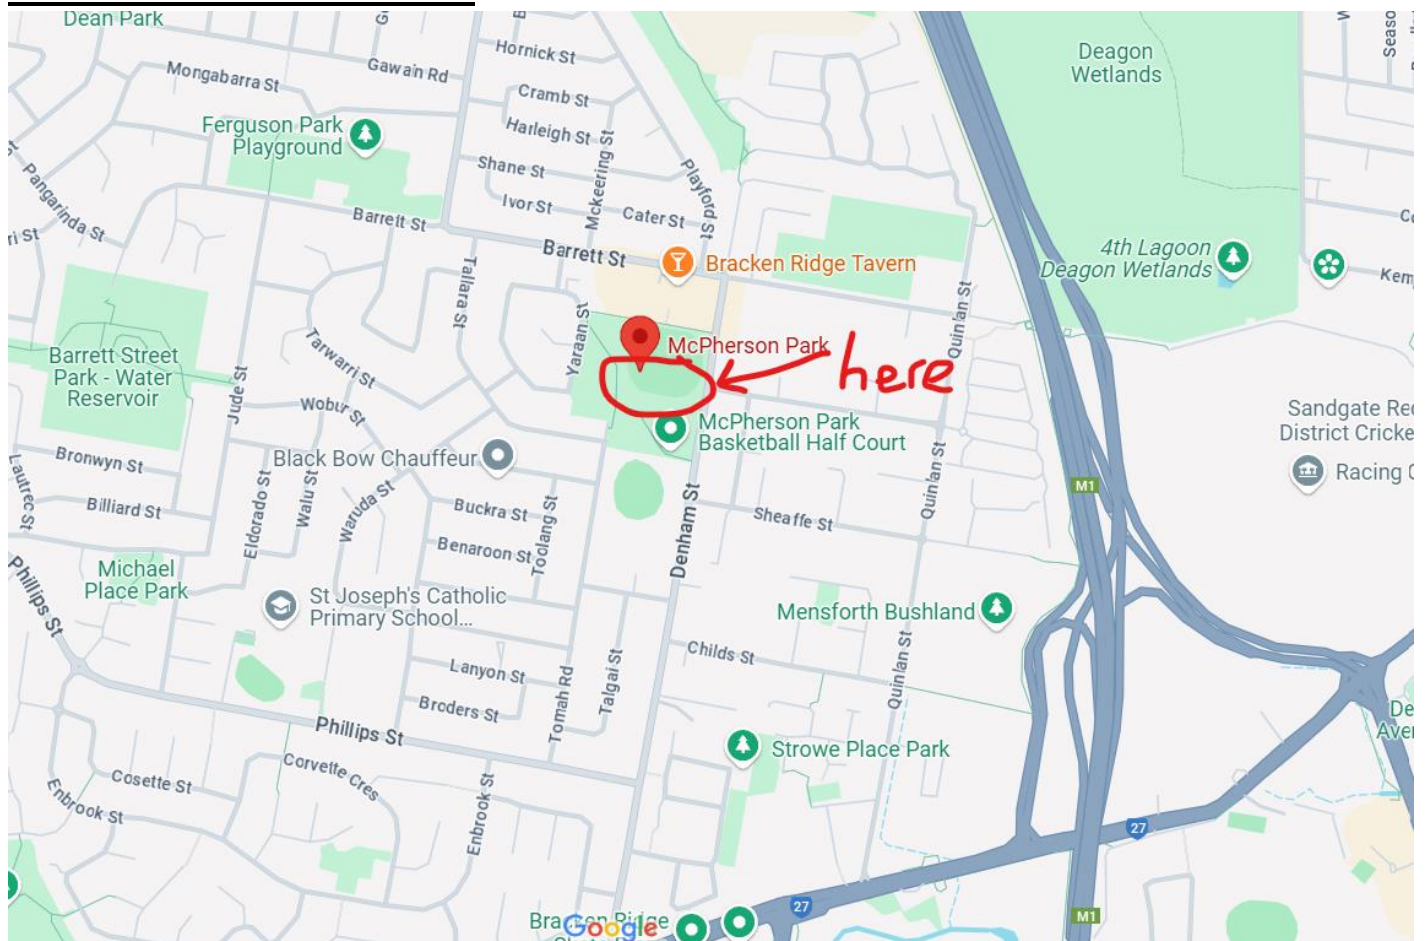 Dean Park
Hornick St
Gawain Rd
Mongabarra St
Cramb St
Deagon
Wetlands
Ferguson Park
Playground
Harleigh St
Mckeering St
Shane St
Playford St
Pangarinda St
Ivor St
Cater St
Barrett St
Barrett St
Bracken Ridge Tavern
4th Lagoon
Deagon Wetlands
Tallara St
Quinlan St
Yaraan St
McPherson Park
here
Barrett Street
Park - Water
Reservoir
Tarwarri St
Jude St
Wobur St
McPherson Park
Basketball Half Court
Black Bow Chauffeur
Bronwyn St
Lautrec St
Billiard St
Eldorado St
Walu St
Waruda St
Buckra St
Benaroon St
Toolang St
Denham St
Sheaffe St
Quinlan St
M1
Racing
Michael
Place Park
Phillips St
St Joseph's Catholic
Primary School...
Mensforth Bushland
Lanyon St
Broders St
Tomah Rd
Talgai St
Childs St
Quinlan St
Phillips St
Strowe Place Park
Cosette St
Corvette Cres
Enbrook St
Enbrook St
27
27
M1
Google